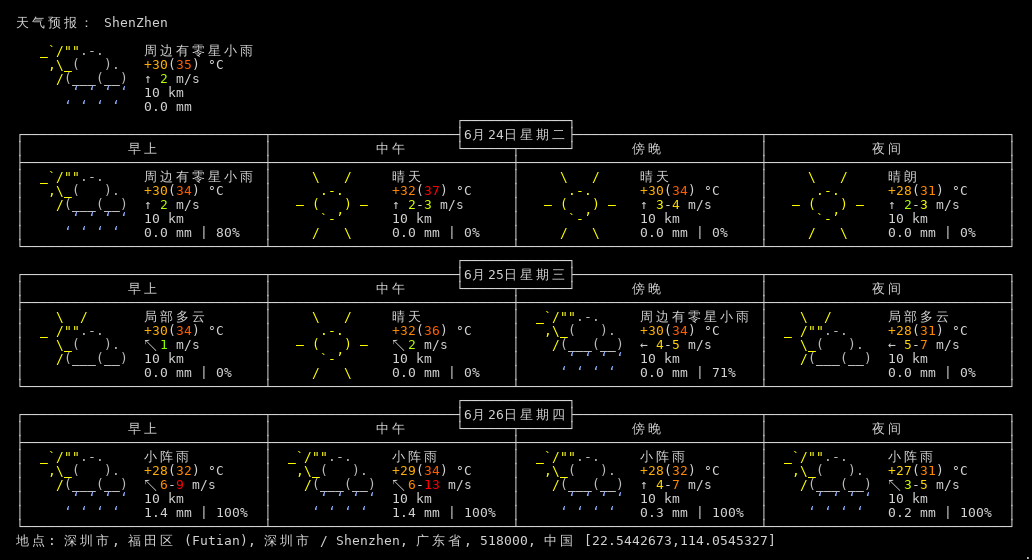 天气预报： ShenZhen
周边有零星小雨
+30(35) °C
↑ 2 m/s
10 km
0.0 mm
6月24日星期二
早上 中午 傍晚 夜间
周边有零星小雨 晴天 晴天 晴朗
+30(34) °C +32(37) °C +30(34) °C +28(31) °C
↑ 2 m/s ↑ 2-3 m/s ↑ 3-4 m/s ↑ 2-3 m/s
10 km 10 km 10 km 10 km
0.0 mm | 80% 0.0 mm | 0% 0.0 mm | 0% 0.0 mm | 0%
6月25日星期三
早上 中午 傍晚 夜间
局部多云 晴天 周边有零星小雨 局部多云
+30(34) °C +32(36) °C +30(34) °C +28(31) °C
↖ 1 m/s ↖ 2 m/s ← 4-5 m/s ← 5-7 m/s
10 km 10 km 10 km 10 km
0.0 mm | 0% 0.0 mm | 0% 0.0 mm | 71% 0.0 mm | 0%
6月26日星期四
早上 中午 傍晚 夜间
小阵雨 小阵雨 小阵雨 小阵雨
+28(32) °C +29(34) °C +28(32) °C +27(31) °C
↖ 6-9 m/s ↖ 6-13 m/s ↑ 4-7 m/s ↖ 3-5 m/s
10 km 10 km 10 km 10 km
1.4 mm | 100% 1.4 mm | 100% 0.3 mm | 100% 0.2 mm | 100%
地点: 深圳市, 福田区 (Futian), 深圳市 / Shenzhen, 广东省, 518000, 中国 [22.5442673,114.0545327]